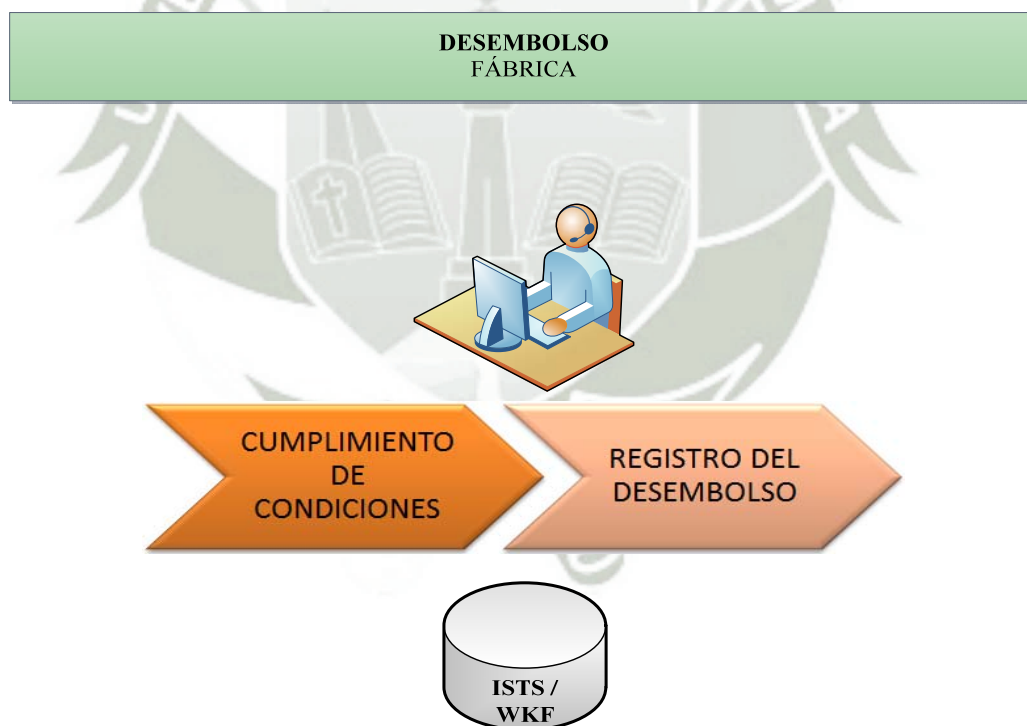 DESEMBOLSO
FÁBRICA
CUMPLIMIENTO
DE
CONDICIONES
REGISTRO DEL
DESEMBOLSO
ISTS /
WKF